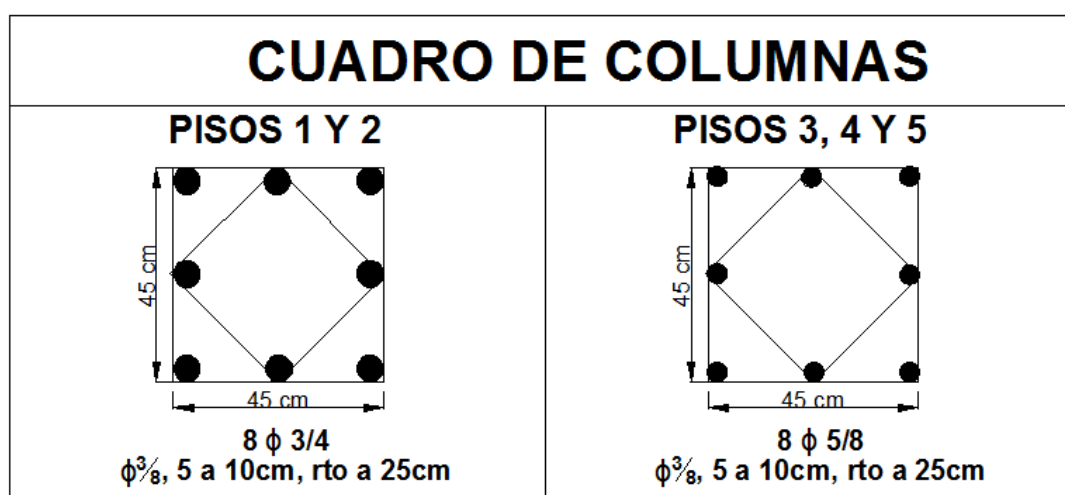 CUADRO DE COLUMNAS
PISOS 1 Y 2
45 cm
45 cm
8 ϕ 3/4
ϕ⅜, 5 a 10cm, rto a 25cm
PISOS 3, 4 Y 5
45 cm
45 cm
8 ϕ 5/8
ϕ⅜, 5 a 10cm, rto a 25cm